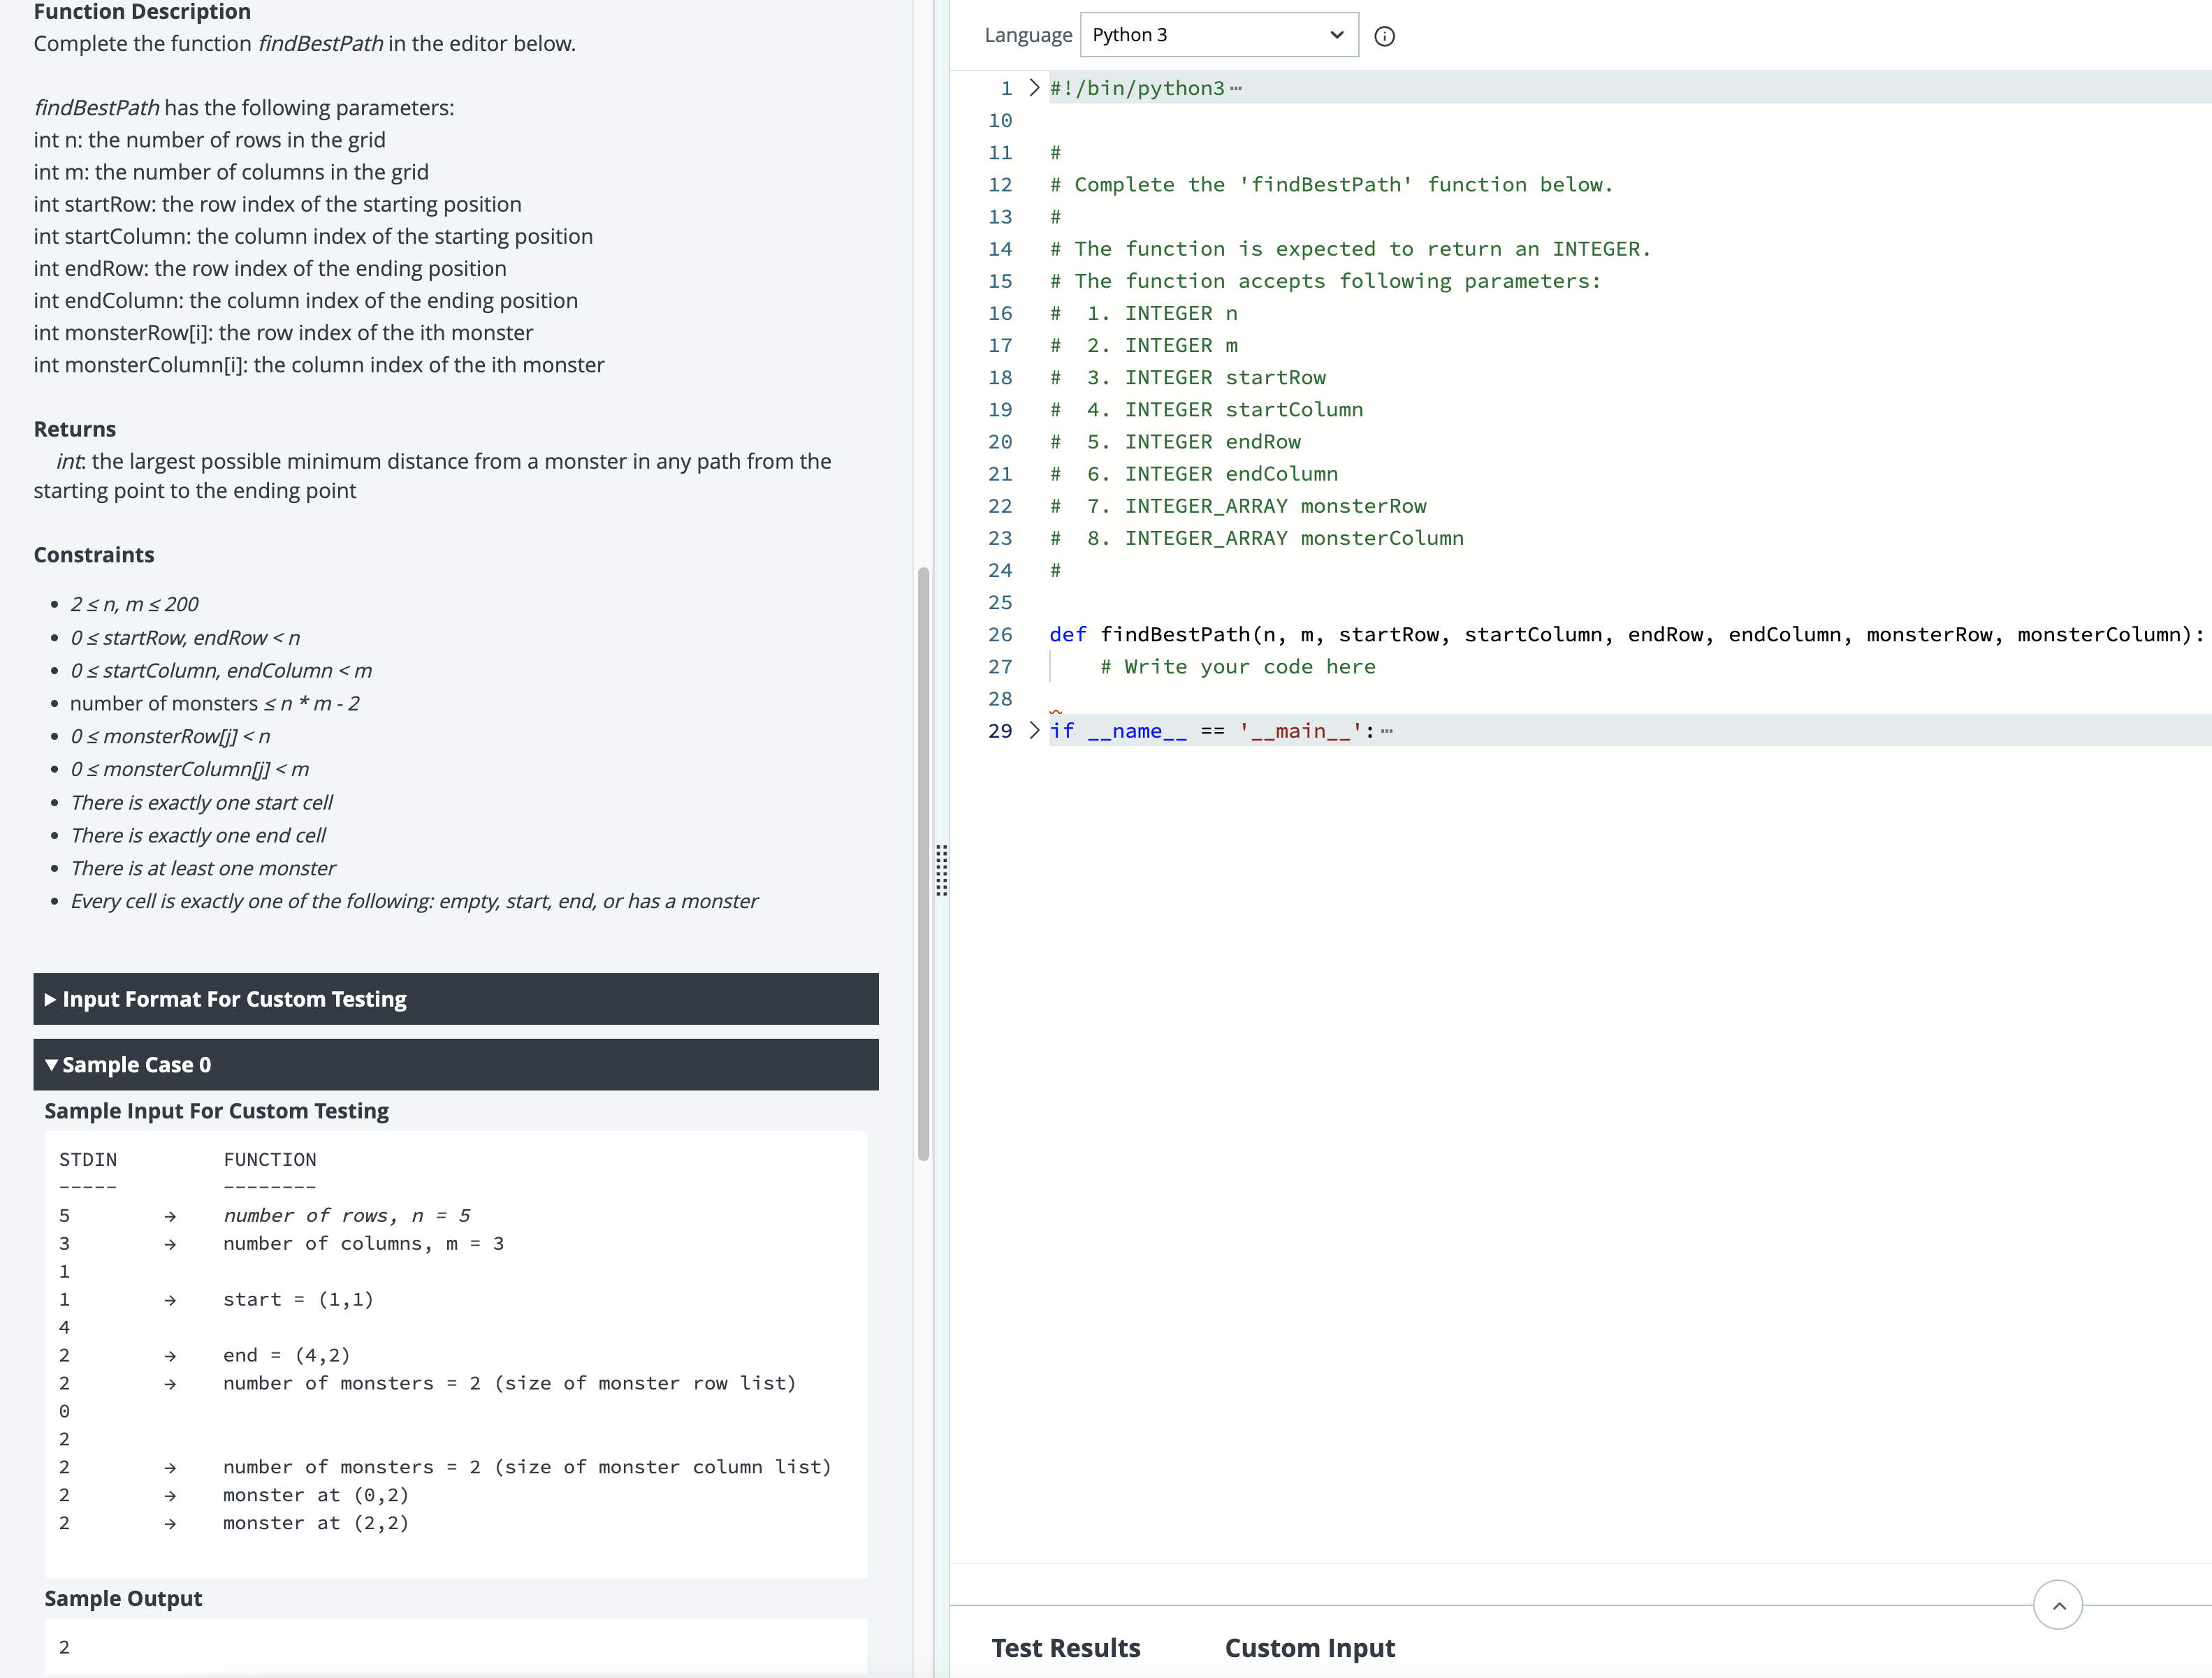 Function Description
Complete the function findBestPath in the editor below.
findBestPath has the following parameters:
int n: the number of rows in the grid
int m: the number of columns in the grid
int startRow: the row index of the starting position
int startColumn: the column index of the starting position
int endRow: the row index of the ending position
int endColumn: the column index of the ending position
int monsterRow[i]: the row index of the ith monster
int monsterColumn[i]: the column index of the ith monster
Returns
int: the largest possible minimum distance from a monster in any path from the
starting point to the ending point
Constraints
• 2 ≤ n, m ≤ 200
• 0 ≤ startRow, endRow < n
• 0 ≤ startColumn, endColumn < m
• number of monsters ≤ n * m - 2
• 0 ≤ monsterRow[j] < n
• 0 ≤ monsterColumn[j] < m
• There is exactly one start cell
• There is exactly one end cell
• There is at least one monster
• Every cell is exactly one of the following: empty, start, end, or has a monster
▶ Input Format For Custom Testing
▼ Sample Case 0
Sample Input For Custom Testing
STDIN FUNCTION
----- --------
5 → number of rows, n = 5
3 → number of columns, m = 3
1
1 → start = (1,1)
4
2 → end = (4,2)
2 → number of monsters = 2 (size of monster row list)
0
2
2 → number of monsters = 2 (size of monster column list)
2 → monster at (0,2)
2 → monster at (2,2)
Sample Output
2
Language Python 3
1 > #!/bin/python3 ⋯
10
11 #
12 # Complete the 'findBestPath' function below.
13 #
14 # The function is expected to return an INTEGER.
15 # The function accepts following parameters:
16 #  1. INTEGER n
17 #  2. INTEGER m
18 #  3. INTEGER startRow
19 #  4. INTEGER startColumn
20 #  5. INTEGER endRow
21 #  6. INTEGER endColumn
22 #  7. INTEGER_ARRAY monsterRow
23 #  8. INTEGER_ARRAY monsterColumn
24 #
25
26 def findBestPath(n, m, startRow, startColumn, endRow, endColumn, monsterRow, monsterColumn):
27     # Write your code here
28
29 > if __name__ == '__main__': ⋯
Test Results Custom Input